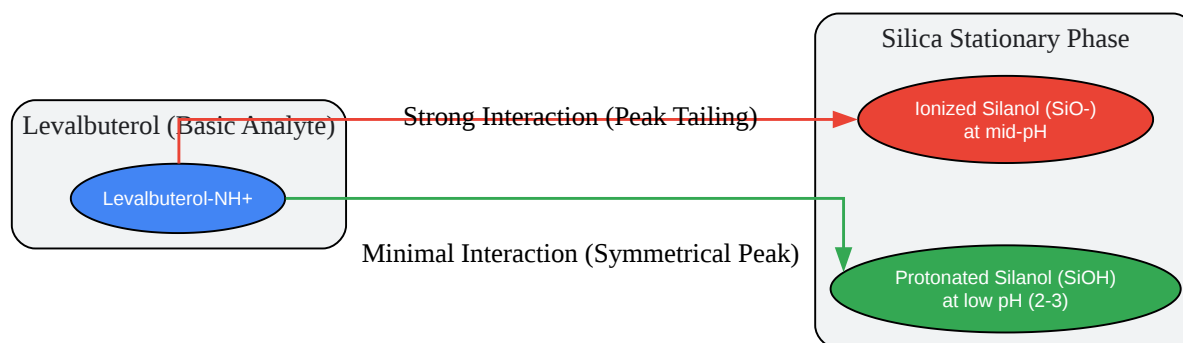 Silica Stationary Phase
Levalbuterol (Basic Analyte)
Strong Interaction (Peak Tailing)
Ionized Silanol (SiO-)
at mid-pH
Levalbuterol-NH+
Minimal Interaction (Symmetrical Peak)
Protonated Silanol (SiOH)
at low pH (2-3)